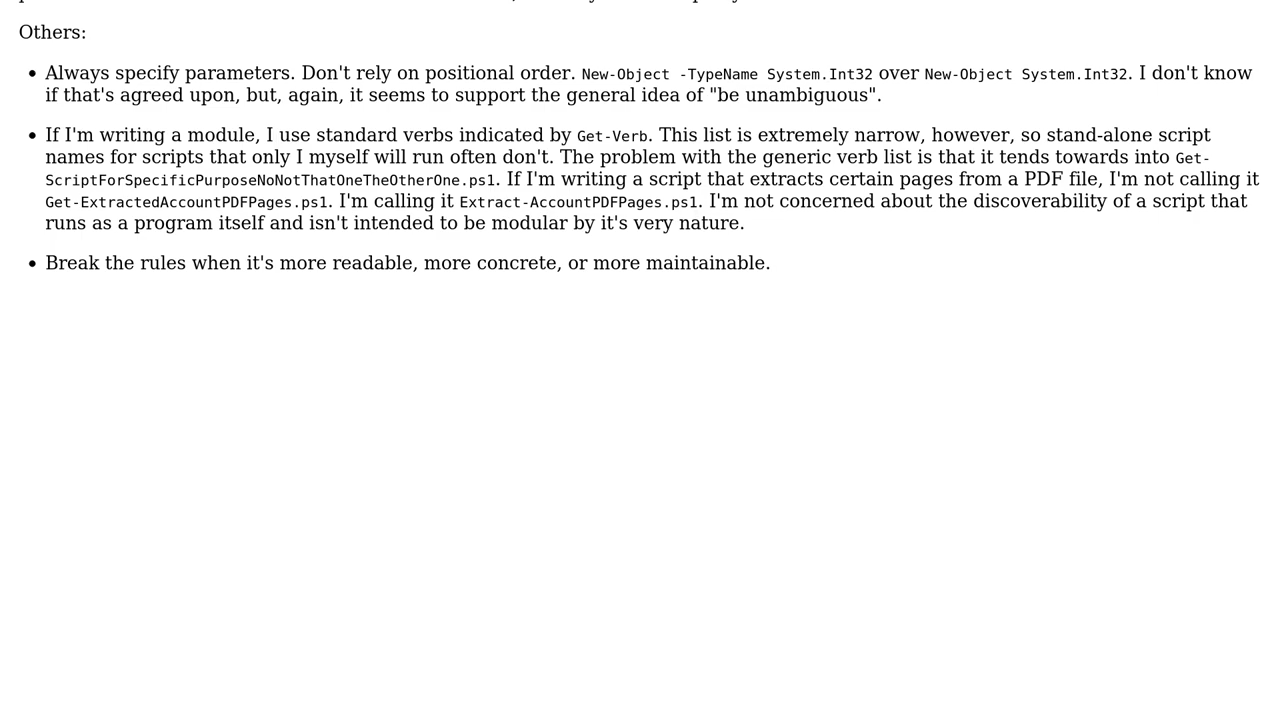 Others:
• Always specify parameters. Don't rely on positional order. New-Object -TypeName System.Int32 over New-Object System.Int32. I don't know
if that's agreed upon, but, again, it seems to support the general idea of "be unambiguous".
• If I'm writing a module, I use standard verbs indicated by Get-Verb. This list is extremely narrow, however, so stand-alone script
names for scripts that only I myself will run often don't. The problem with the generic verb list is that it tends towards into Get-
ScriptForSpecificPurposeNoNotThatOneTheOtherOne.ps1. If I'm writing a script that extracts certain pages from a PDF file, I'm not calling it
Get-ExtractedAccountPDFPages.ps1. I'm calling it Extract-AccountPDFPages.ps1. I'm not concerned about the discoverability of a script that
runs as a program itself and isn't intended to be modular by it's very nature.
• Break the rules when it's more readable, more concrete, or more maintainable.